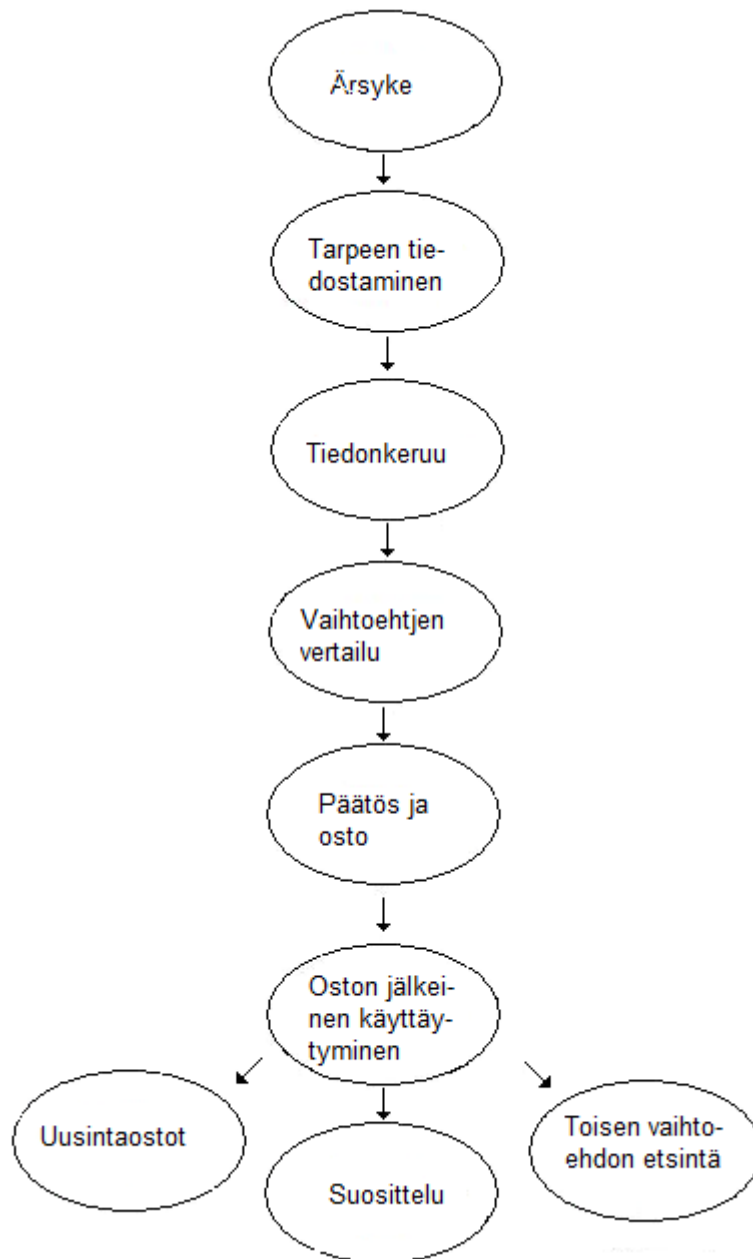 Ärsyke
Tarpeen tie-
dostaminen
Tiedonkeruu
Vaihtoehtjen
vertailu
Päätös ja
osto
Oston jälkei-
nen käyttäy-
tyminen
Uusintaostot
Suosittelu
Toisen vaihto-
ehdon etsintä